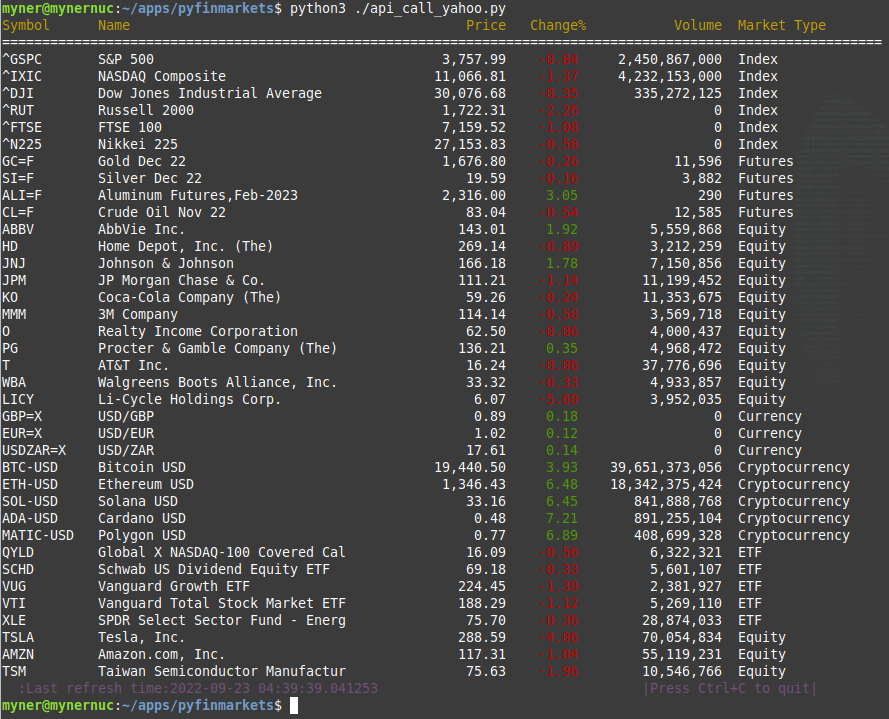 myner@mynernuc:~/apps/pyfinmarkets$ python3 ./api_call_yahoo.py
Symbol Name Price Change% Volume Market Type
==============================================================================================================
^GSPC S&P 500 3,757.99 -0.84 2,450,867,000 Index
^IXIC NASDAQ Composite 11,066.81 -1.37 4,232,153,000 Index
^DJI Dow Jones Industrial Average 30,076.68 -0.35 335,272,125 Index
^RUT Russell 2000 1,722.31 -2.26 0 Index
^FTSE FTSE 100 7,159.52 -1.08 0 Index
^N225 Nikkei 225 27,153.83 -0.58 0 Index
GC=F Gold Dec 22 1,676.80 -0.26 11,596 Futures
SI=F Silver Dec 22 19.59 -0.16 3,882 Futures
ALI=F Aluminum Futures,Feb-2023 2,316.00 3.05 290 Futures
CL=F Crude Oil Nov 22 83.04 -0.54 12,585 Futures
ABBV AbbVie Inc. 143.01 1.92 5,559,868 Equity
HD Home Depot, Inc. (The) 269.14 -0.89 3,212,259 Equity
JNJ Johnson & Johnson 166.18 1.78 7,150,856 Equity
JPM JP Morgan Chase & Co. 111.21 -1.14 11,199,452 Equity
KO Coca-Cola Company (The) 59.26 -0.24 11,353,675 Equity
MMM 3M Company 114.14 -0.50 3,569,718 Equity
O Realty Income Corporation 62.50 -0.06 4,000,437 Equity
PG Procter & Gamble Company (The) 136.21 0.35 4,968,472 Equity
T AT&T Inc. 16.24 -0.06 37,776,696 Equity
WBA Walgreens Boots Alliance, Inc. 33.32 -0.33 4,933,857 Equity
LICY Li-Cycle Holdings Corp. 6.07 -5.60 3,952,035 Equity
GBP=X USD/GBP 0.89 0.18 0 Currency
EUR=X USD/EUR 1.02 0.12 0 Currency
USDZAR=X USD/ZAR 17.61 0.14 0 Currency
BTC-USD Bitcoin USD 19,440.50 3.93 39,651,373,056 Cryptocurrency
ETH-USD Ethereum USD 1,346.43 6.48 18,342,375,424 Cryptocurrency
SOL-USD Solana USD 33.16 6.45 841,888,768 Cryptocurrency
ADA-USD Cardano USD 0.48 7.21 891,255,104 Cryptocurrency
MATIC-USD Polygon USD 0.77 6.89 408,699,328 Cryptocurrency
QYLD Global X NASDAQ-100 Covered Cal 16.09 -0.56 6,322,321 ETF
SCHD Schwab US Dividend Equity ETF 69.18 -0.33 5,601,107 ETF
VUG Vanguard Growth ETF 224.45 -1.39 2,381,927 ETF
VTI Vanguard Total Stock Market ETF 188.29 -1.12 5,269,110 ETF
XLE SPDR Select Sector Fund - Energ 75.70 -0.36 28,874,033 ETF
TSLA Tesla, Inc. 288.59 -4.06 70,054,834 Equity
AMZN Amazon.com, Inc. 117.31 -1.04 55,119,231 Equity
TSM Taiwan Semiconductor Manufactur 75.63 -1.96 10,546,766 Equity
:Last refresh time:2022-09-23 04:39:39.041253 |Press Ctrl+C to quit|
myner@mynernuc:~/apps/pyfinmarkets$